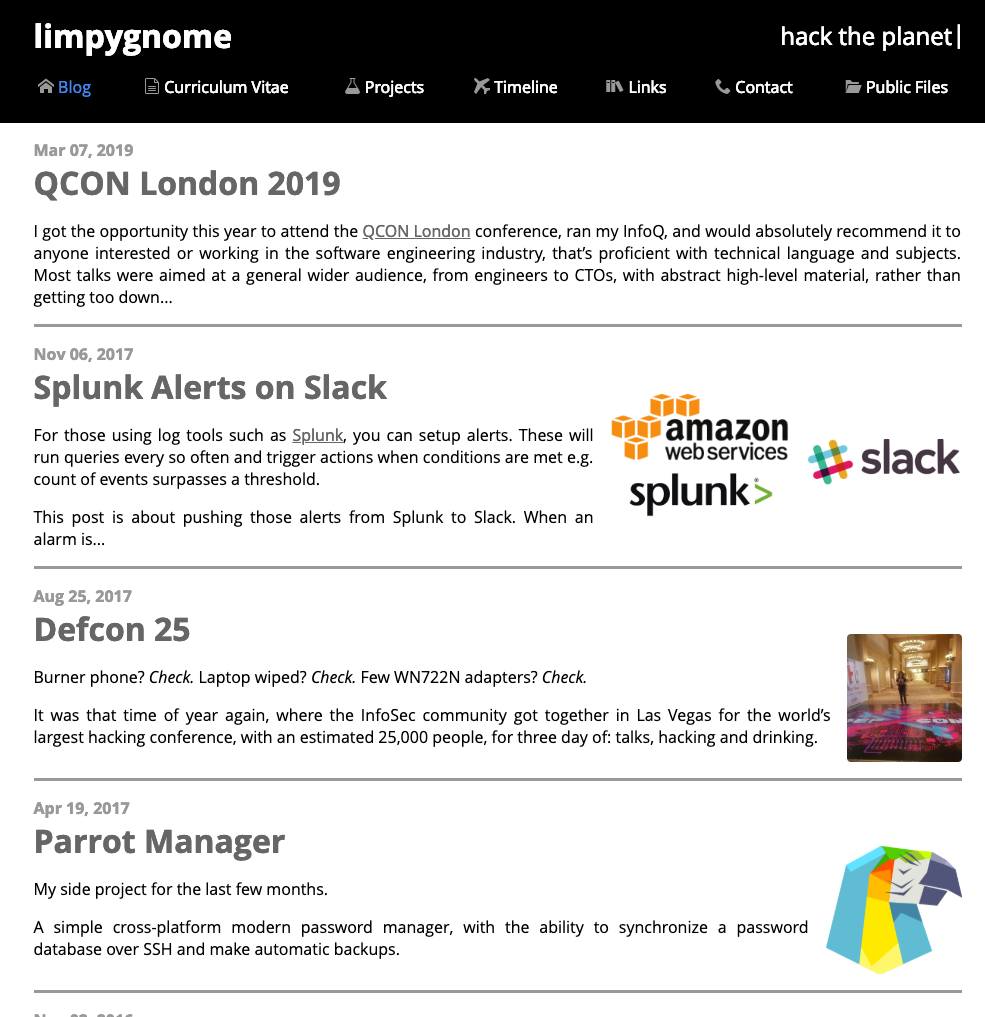 limpygnome
hack the planet|
Blog Curriculum Vitae Projects Timeline Links Contact Public Files
Mar 07, 2019
QCON London 2019
I got the opportunity this year to attend the QCON London conference, ran my InfoQ, and would absolutely recommend it to
anyone interested or working in the software engineering industry, that’s proficient with technical language and subjects.
Most talks were aimed at a general wider audience, from engineers to CTOs, with abstract high-level material, rather than
getting too down...
Nov 06, 2017
Splunk Alerts on Slack
For those using log tools such as Splunk, you can setup alerts. These will
run queries every so often and trigger actions when conditions are met e.g.
count of events surpasses a threshold.
This post is about pushing those alerts from Splunk to Slack. When an
alarm is...
amazon
web services
splunk>
slack
Aug 25, 2017
Defcon 25
Burner phone? Check. Laptop wiped? Check. Few WN722N adapters? Check.
It was that time of year again, where the InfoSec community got together in Las Vegas for the world’s
largest hacking conference, with an estimated 25,000 people, for three day of: talks, hacking and drinking.
Apr 19, 2017
Parrot Manager
My side project for the last few months.
A simple cross-platform modern password manager, with the ability to synchronize a password
database over SSH and make automatic backups.